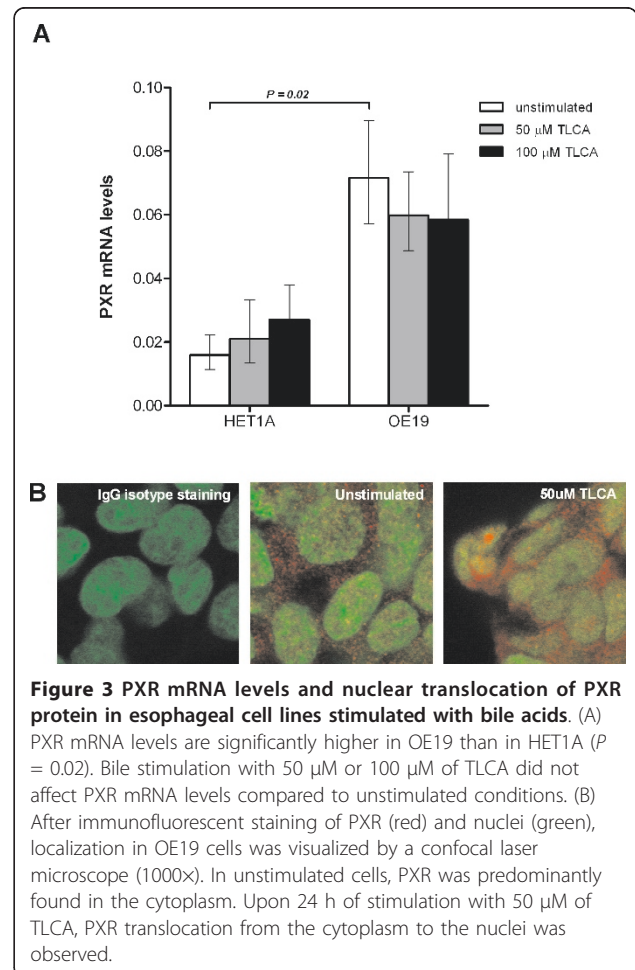 A
0.10
P = 0.02
unstimulated
50 μM TLCA
100 μM TLCA
0.08
0.06
0.04
0.02
0.00
PXR mRNA levels
HET1A
OE19
B
IgG isotype staining
Unstimulated
50uM TLCA
Figure 3 PXR mRNA levels and nuclear translocation of PXR
protein in esophageal cell lines stimulated with bile acids. (A)
PXR mRNA levels are significantly higher in OE19 than in HET1A (P
= 0.02). Bile stimulation with 50 μM or 100 μM of TLCA did not
affect PXR mRNA levels compared to unstimulated conditions. (B)
After immunofluorescent staining of PXR (red) and nuclei (green),
localization in OE19 cells was visualized by a confocal laser
microscope (1000×). In unstimulated cells, PXR was predominantly
found in the cytoplasm. Upon 24 h of stimulation with 50 μM of
TLCA, PXR translocation from the cytoplasm to the nuclei was
observed.